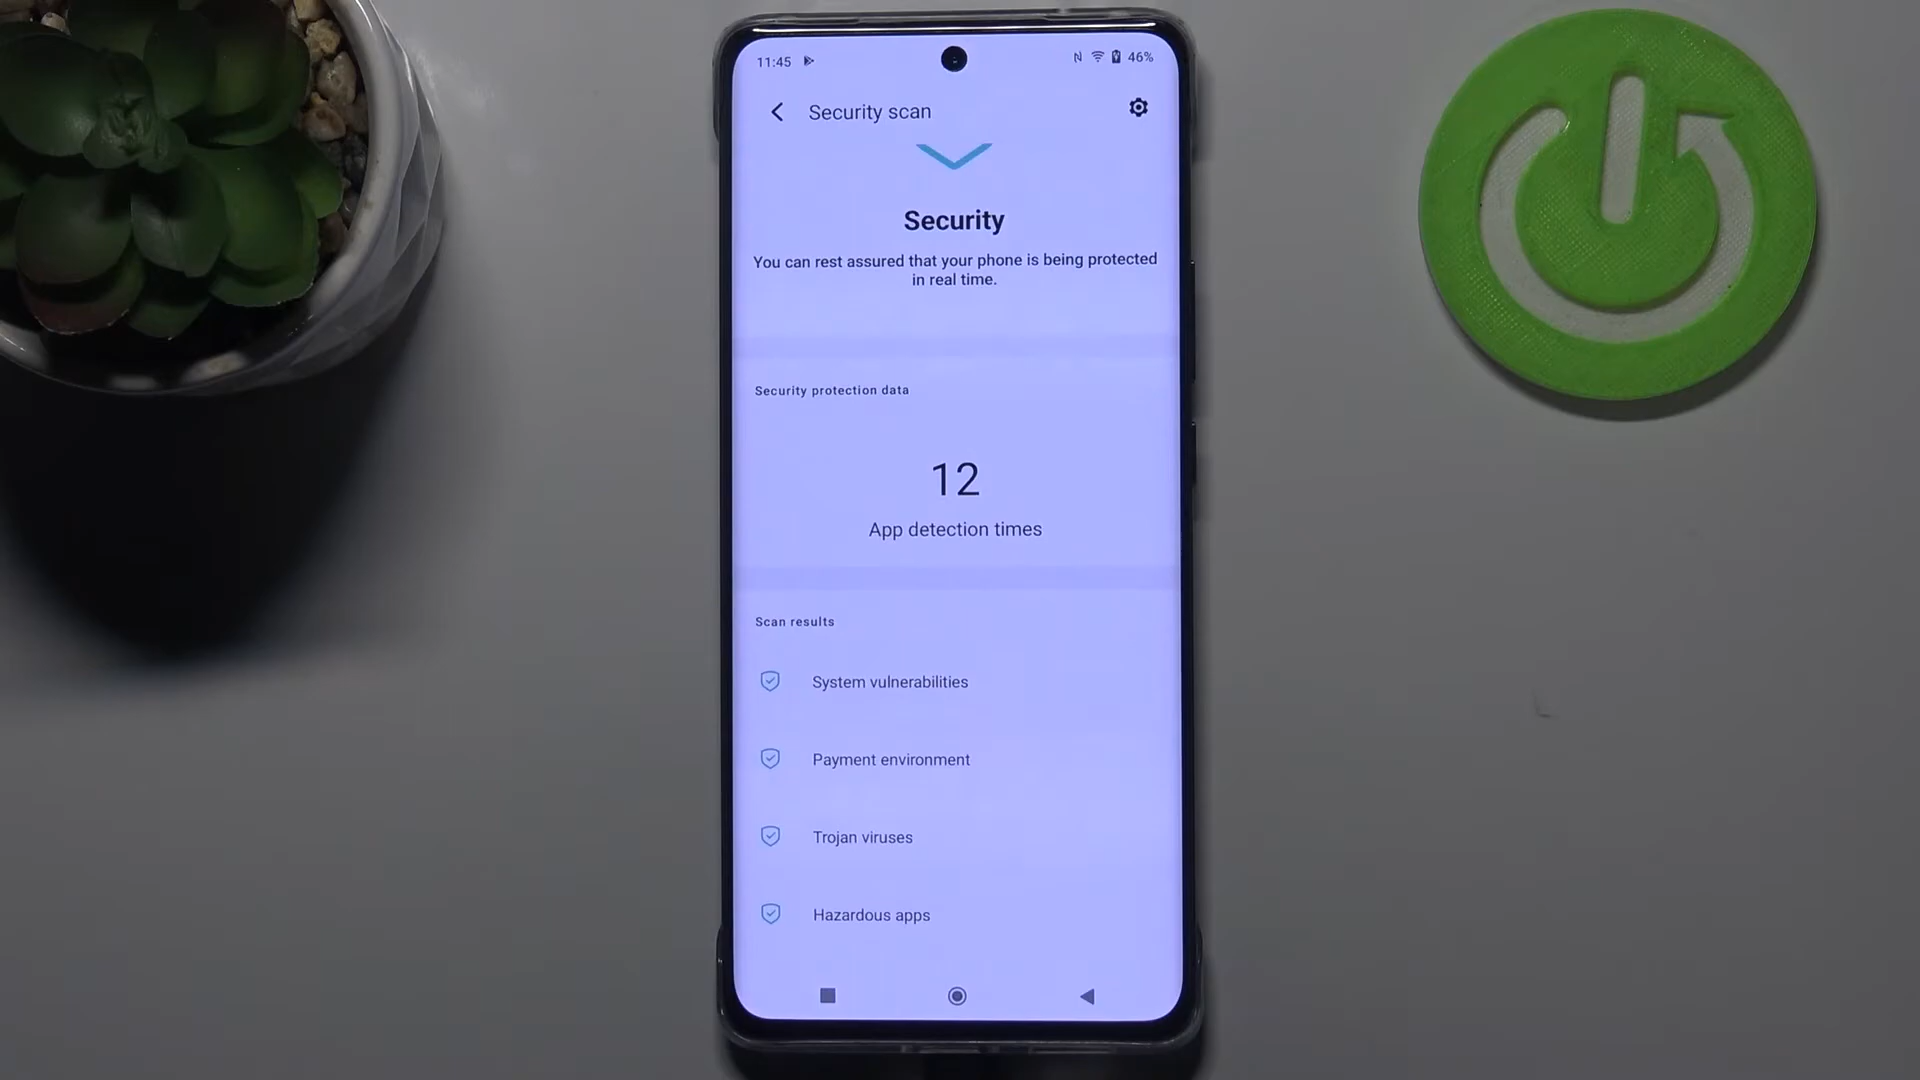 11:45
46%
Security scan
Security
You can rest assured that your phone is being protected
in real time.
Security protection data
12
App detection times
Scan results
System vulnerabilities
Payment environment
Trojan viruses
Hazardous apps